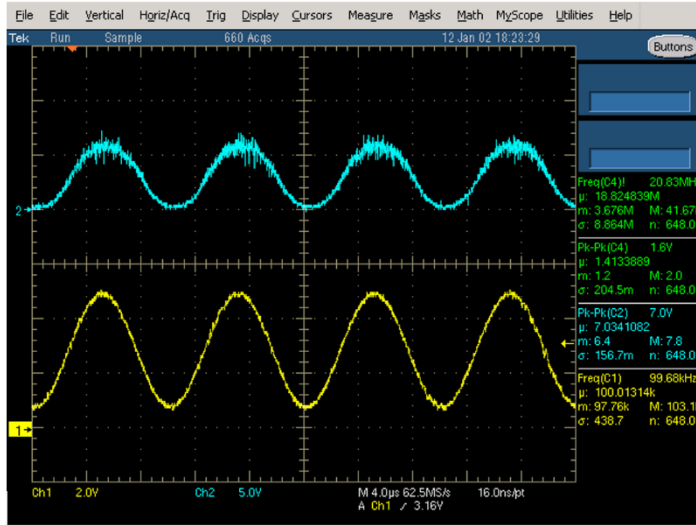 File Edit Vertical Horiz/Acq Trig Display Cursors Measure Masks Math MyScope Utilities Help
Tek Run Sample 660 Acqs 12 Jan 02 18:23:29
Buttons
Freq(C4)! 20.83MH
µ: 18.824839M
m: 3.676M M: 41.67
σ: 8.864M n: 648.0
Pk-Pk(C4) 1.6V
µ: 1.4133889
m: 1.2 M: 2.0
σ: 204.5m n: 648.0
2
Pk-Pk(C2) 7.0V
µ: 7.0341082
m: 6.4 M: 7.8
σ: 156.7m n: 648.0
Freq(C1) 99.68kHz
µ: 100.01314k
m: 97.76k M: 103.1
σ: 438.7 n: 648.0
1
Ch1 2.0V Ch2 5.0V M 4.0µs 62.5MS/s 16.0ns/pt
A Ch1 ∕ 3.16V